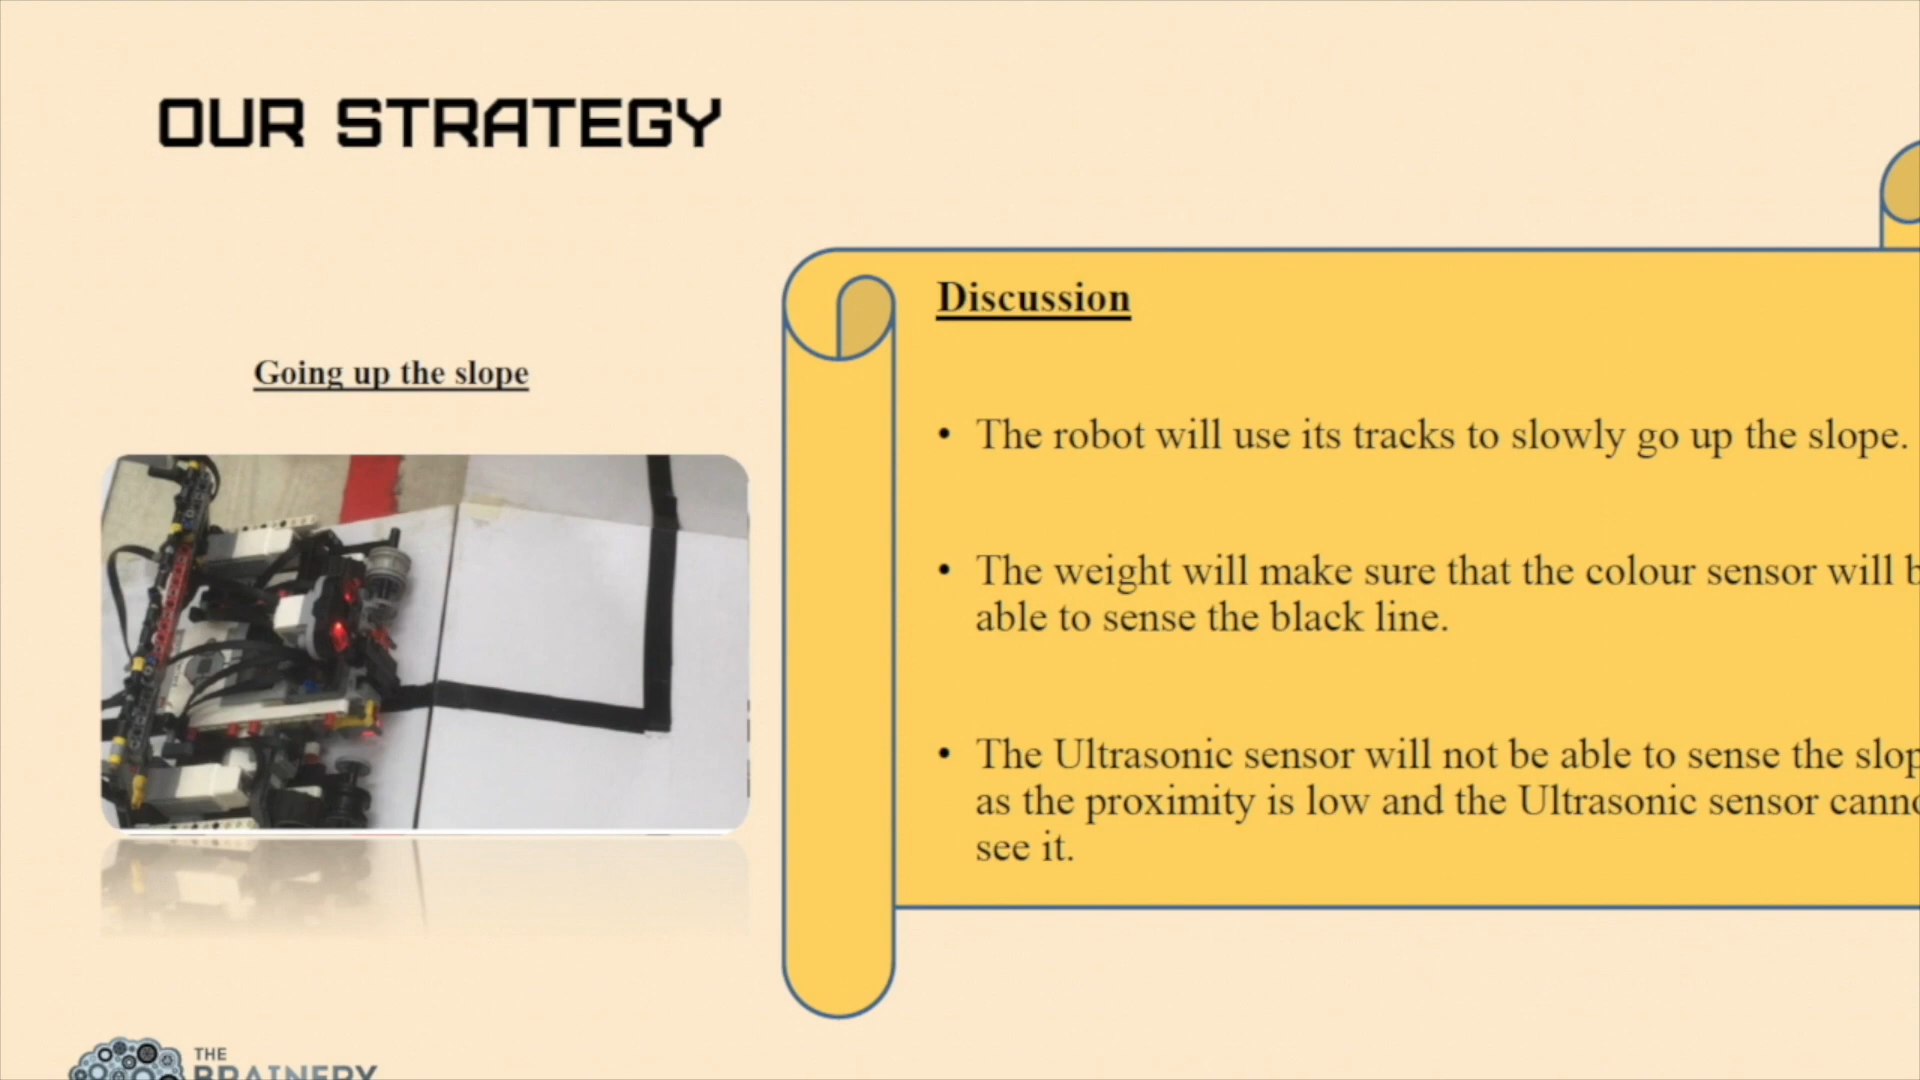 OUR STRATEGY
Going up the slope
Discussion
• The robot will use its tracks to slowly go up the slope.
• The weight will make sure that the colour sensor will
able to sense the black line.
• The Ultrasonic sensor will not be able to sense the
as the proximity is low and the Ultrasonic sensor
see it.
THE
BRAINERY